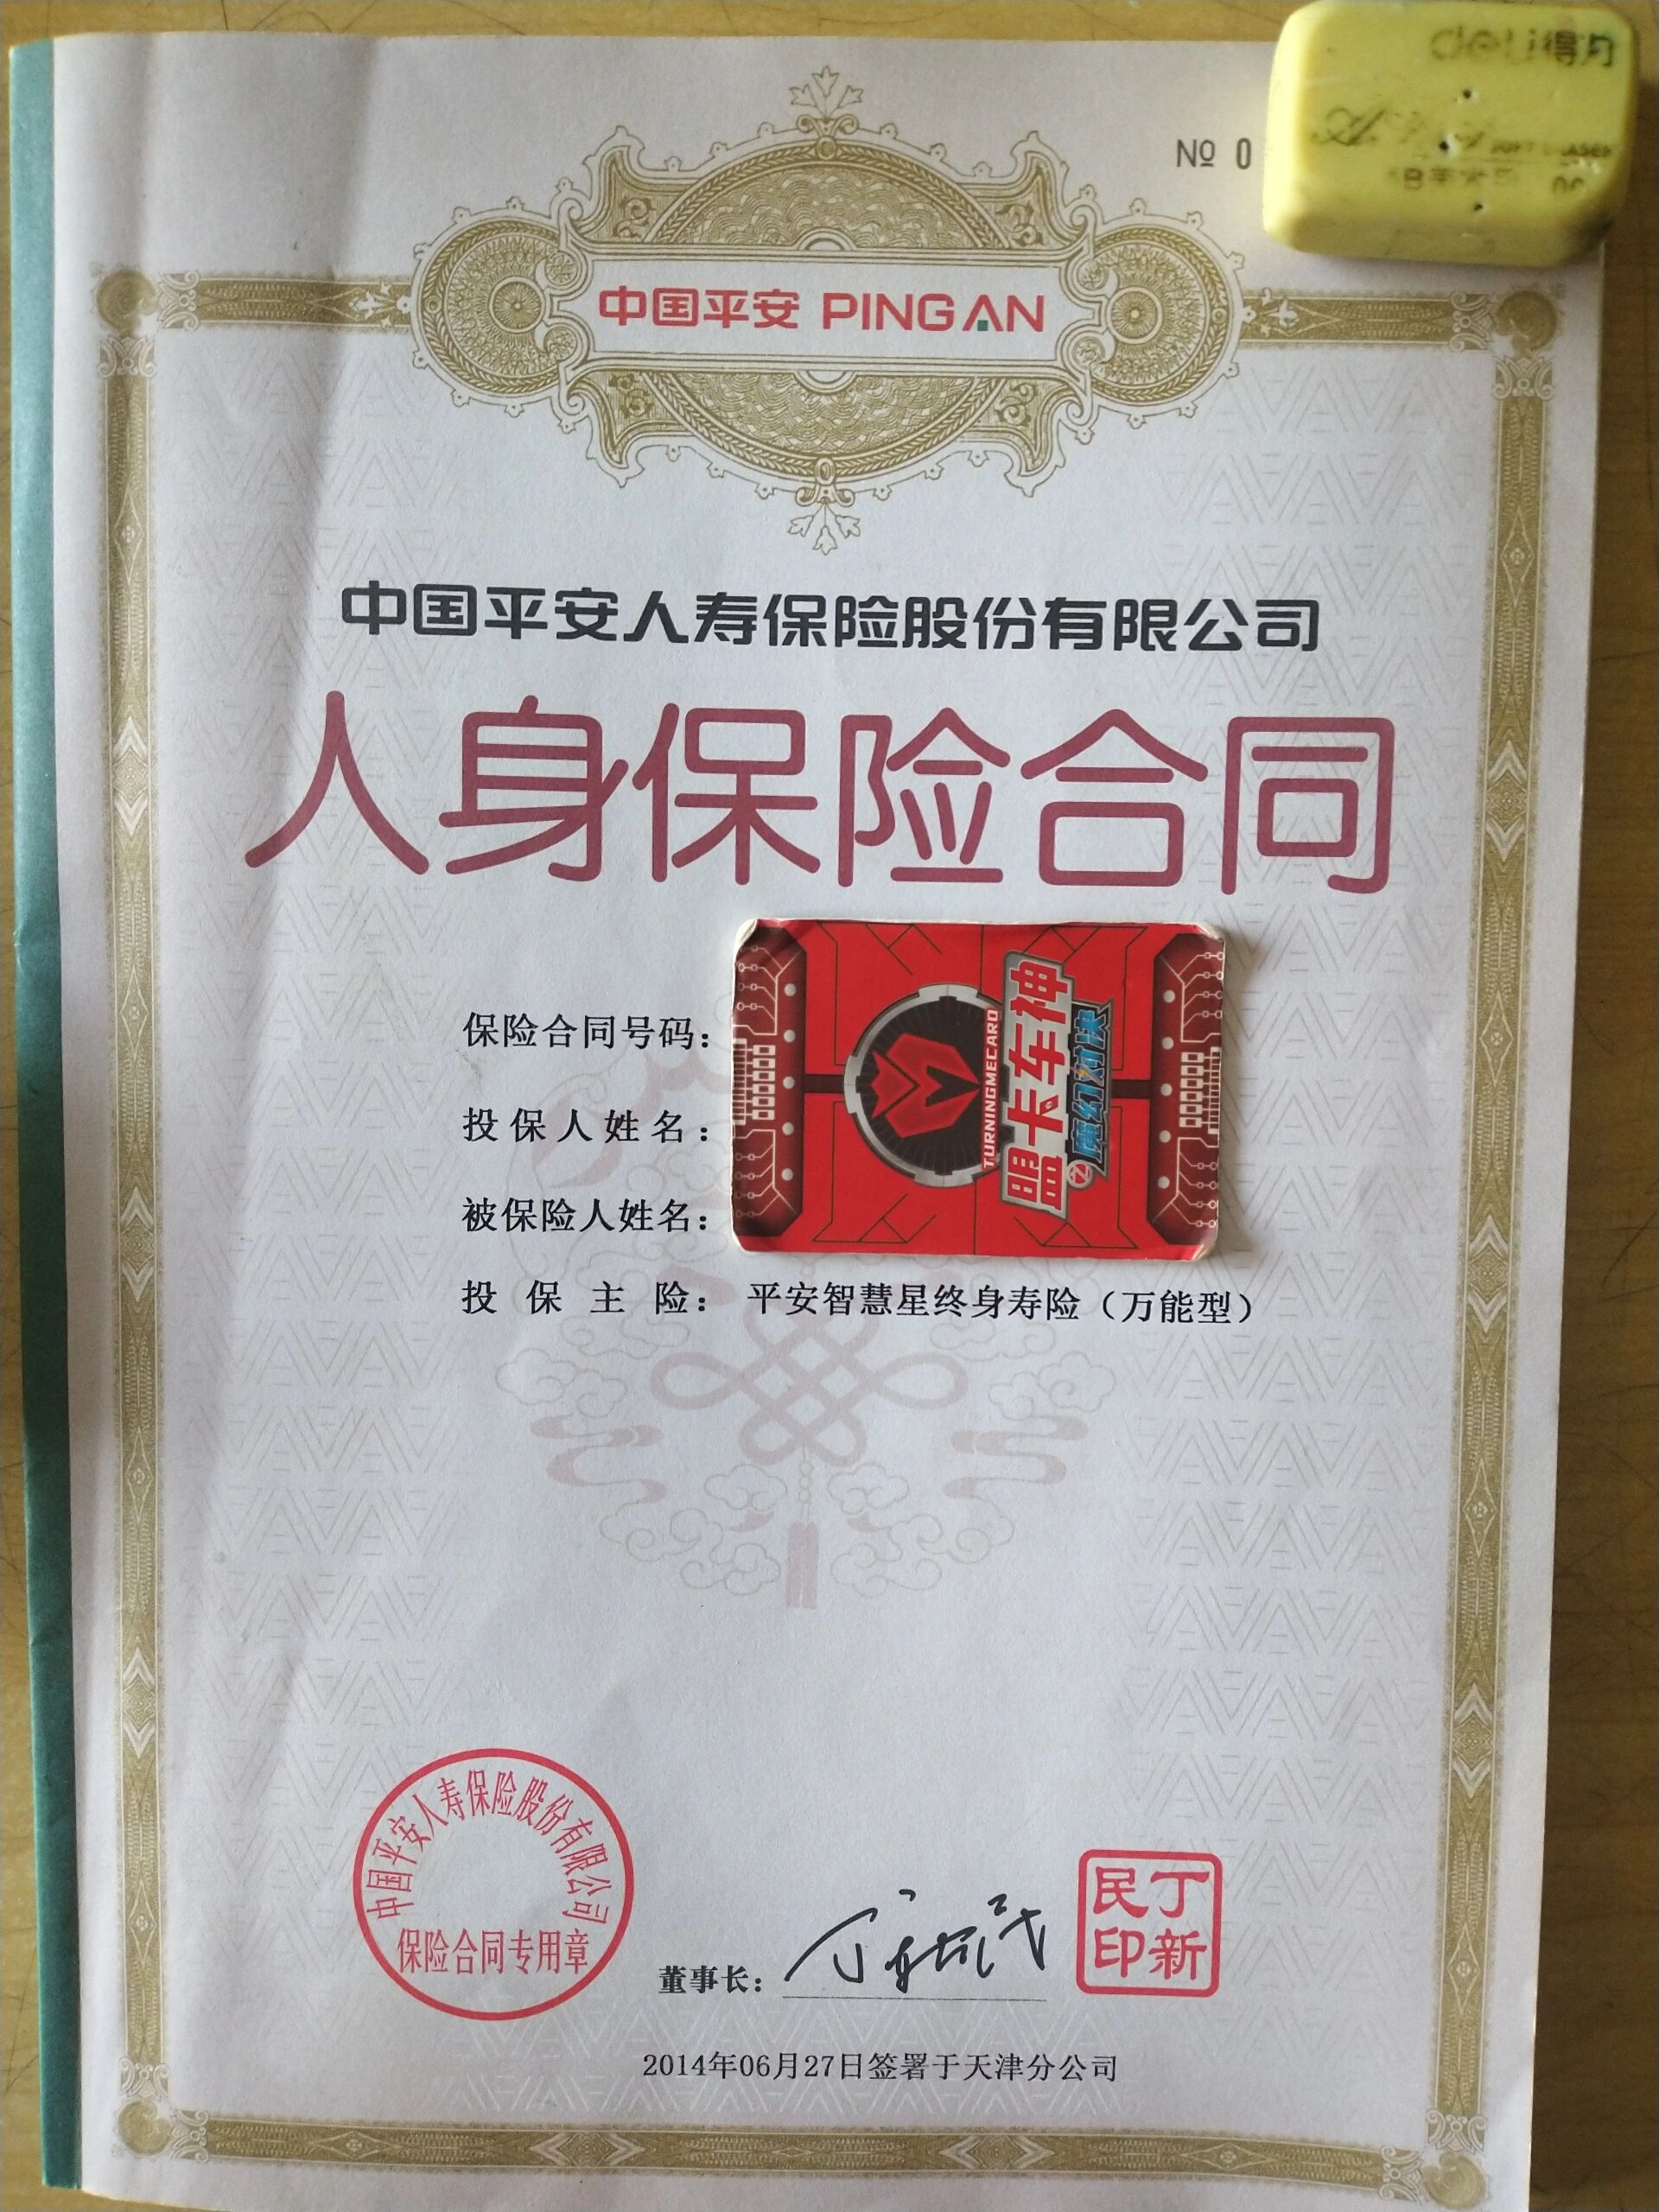 deli得力
№ 0
中国平安 PINGAN
中国平安人寿保险股份有限公司
人身保险合同
保险合同号码：
投保人姓名：
被保险人姓名：
TURNINGMECARD
盟卡车神
2 魔幻对决
投保主险： 平安智慧星终身寿险（万能型）
中国平安人寿保险股份有限公司
保险合同专用章
董事长：
丁新
民印
2014年06月27日签署于天津分公司